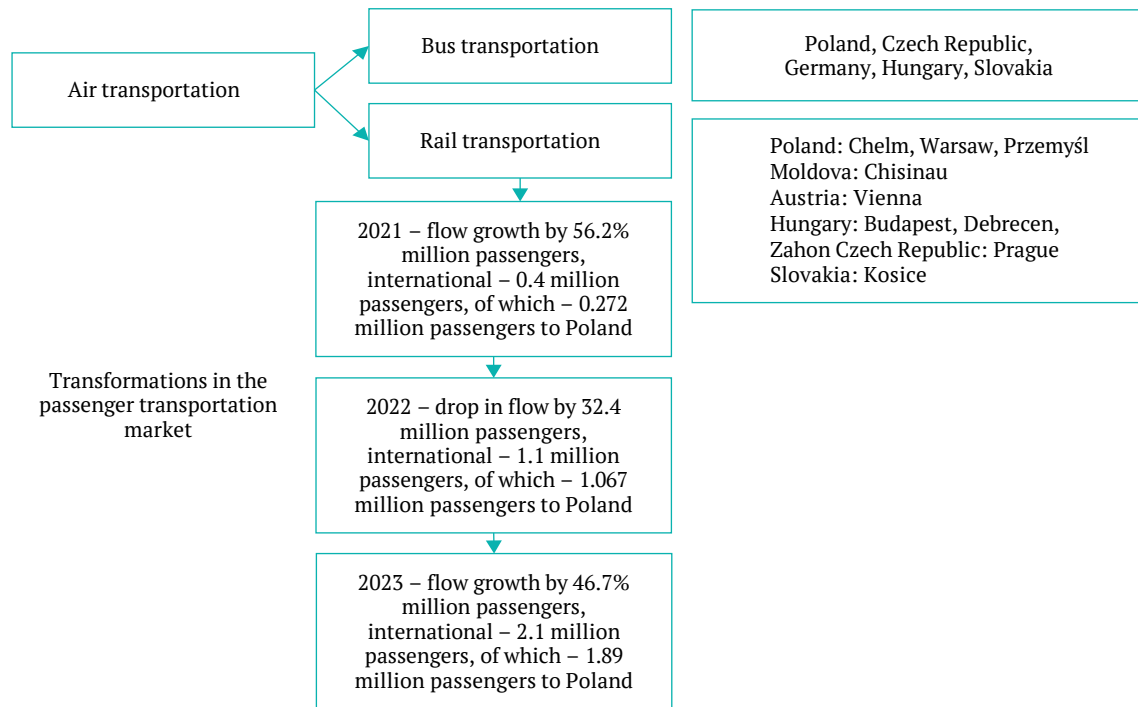 Air transportation
Bus transportation
Poland, Czech Republic,
Germany, Hungary, Slovakia
Rail transportation
Poland: Chelm, Warsaw, Przemyśl
Moldova: Chisinau
Austria: Vienna
Hungary: Budapest, Debrecen,
Zahon Czech Republic: Prague
Slovakia: Kosice
2021 – flow growth by 56.2%
million passengers,
international – 0.4 million
passengers, of which – 0.272
million passengers to Poland
Transformations in the
passenger transportation
market
2022 – drop in flow by 32.4
million passengers,
international – 1.1 million
passengers, of which – 1.067
million passengers to Poland
2023 – flow growth by 46.7%
million passengers,
international – 2.1 million
passengers, of which – 1.89
million passengers to Poland